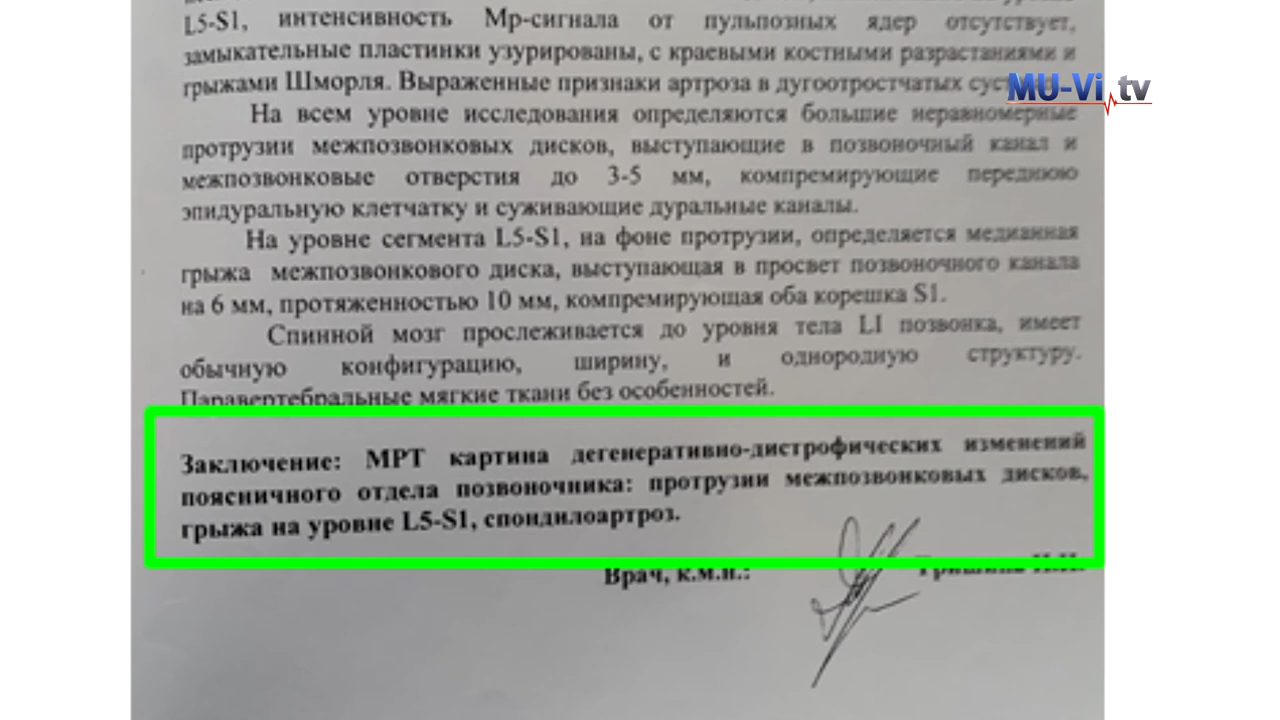 L5-S1, интенсивность Мр-сигнала от пульпозных ядер отсутствует,
замыкательные пластинки узурированы, с краевыми костными разрастаниями и
грыжами Шморля. Выраженные признаки артроза в дугоотростчатых
MU-Vi.tv
На всем уровне исследования определяются большие неравномерные
протрузии межпозвонковых дисков, выступающие в позвоночный канал и
межпозвонковые отверстия до 3-5 мм, компремирующие переднюю
эпидуральную клетчатку и суживающие дуральные каналы.
На уровне сегмента L5-S1, на фоне протрузии, определяется медианная
грыжа межпозвонкового диска, выступающая в просвет позвоночного канала
на 6 мм, протяженностью 10 мм, компремирующая оба корешка S1.
Спинной мозг прослеживается до уровня тела LI позвонка, имеет
обычную конфигурацию, ширину, и однородную структуру.
Паравертебральные мягкие ткани без особенностей.
Заключение: МРТ картина дегенеративно-дистрофических изменений
поясничного отдела позвоночника: протрузии межпозвонковых дисков,
грыжа на уровне L5-S1, спондилоартроз.
Врач, к.м.н.: